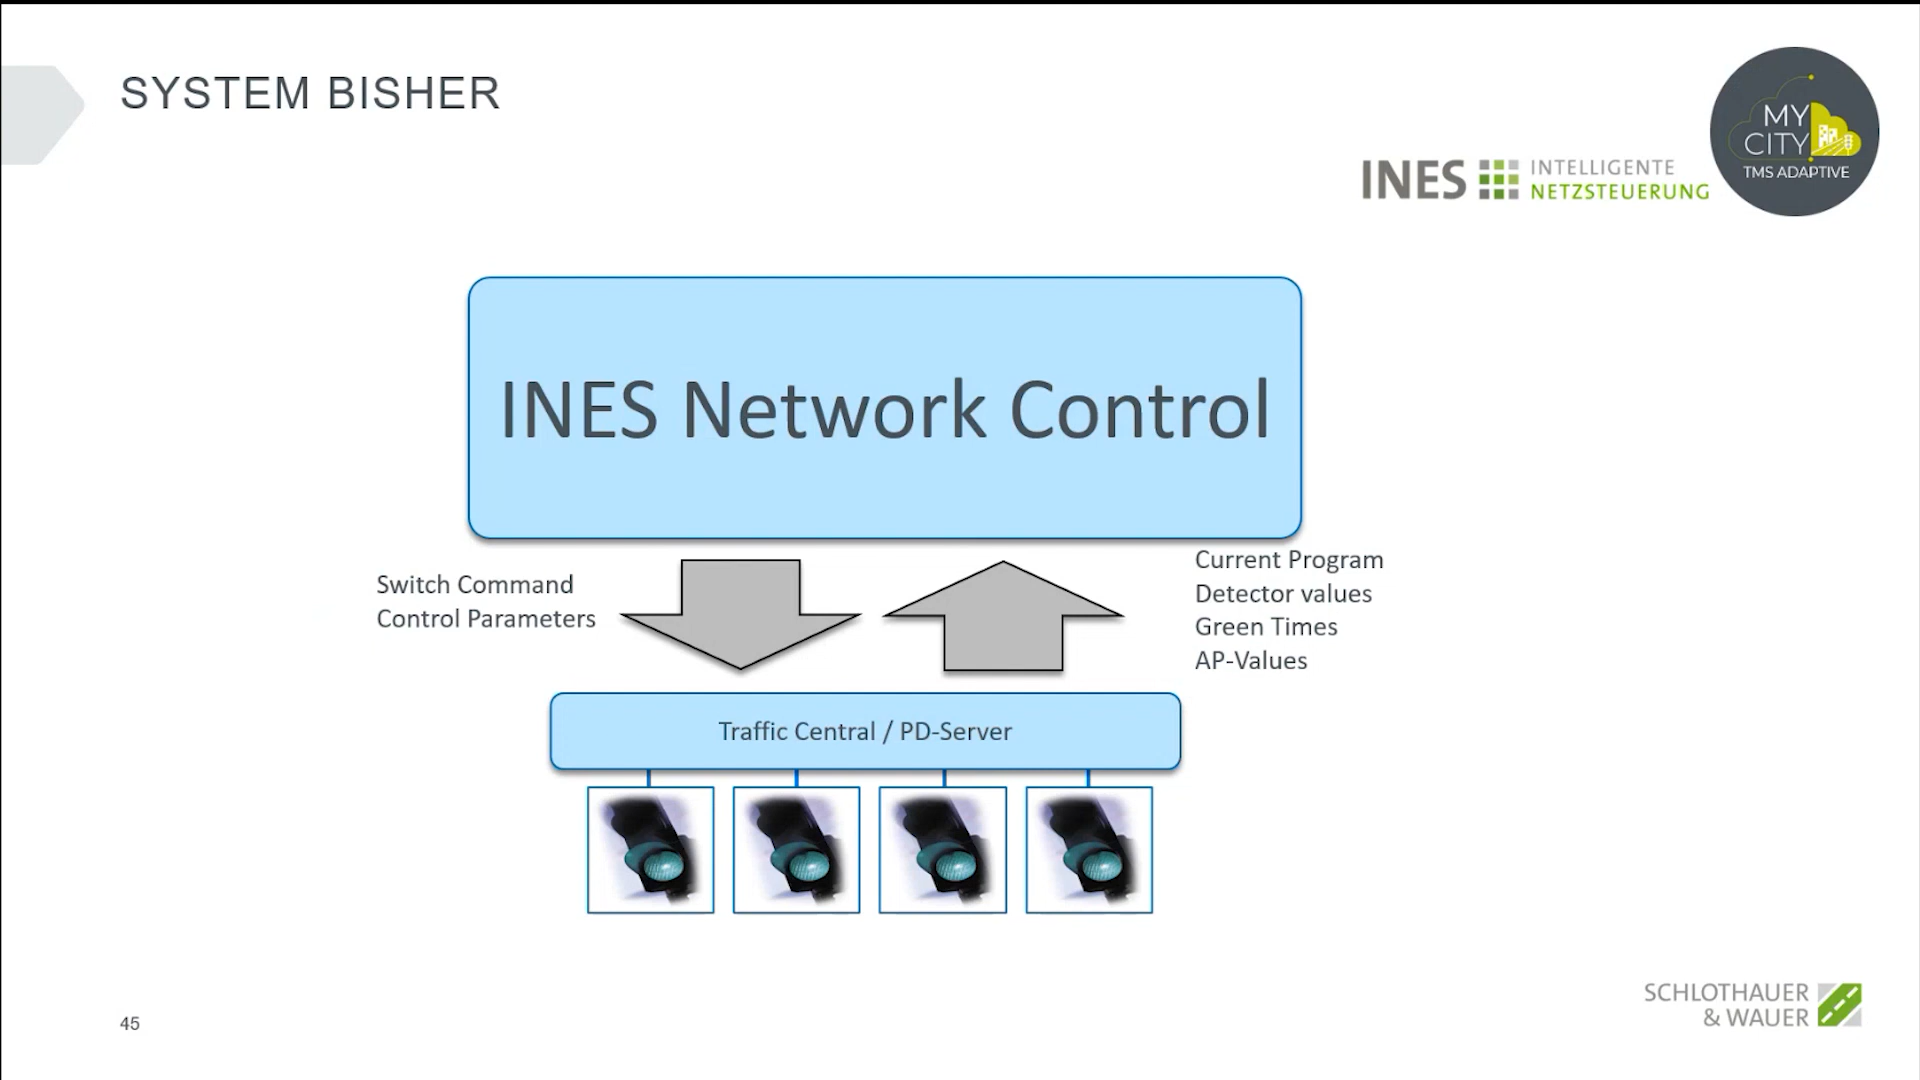 SYSTEM BISHER
MY
CITY
TMS ADAPTIVE
INES
INTELLIGENTE
NETZSTEUERUNG
INES Network Control
Switch Command
Control Parameters
Current Program
Detector values
Green Times
AP-Values
Traffic Central / PD-Server
45
SCHLOTHAUER
& WAUER